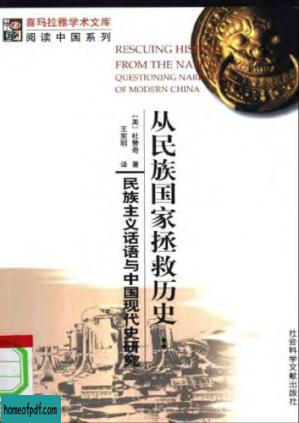 喜玛拉雅学术文库
阅读中国系列
RESCUING HIS
FROM THE NA
QUESTIONING NAR
OF MODERN CHINA
从民族国家拯救历史
[美] 杜赞奇 著
王宪明 译
民族主义话语与中国现代史研究
社会科学文献出版社
homeofpdf.com